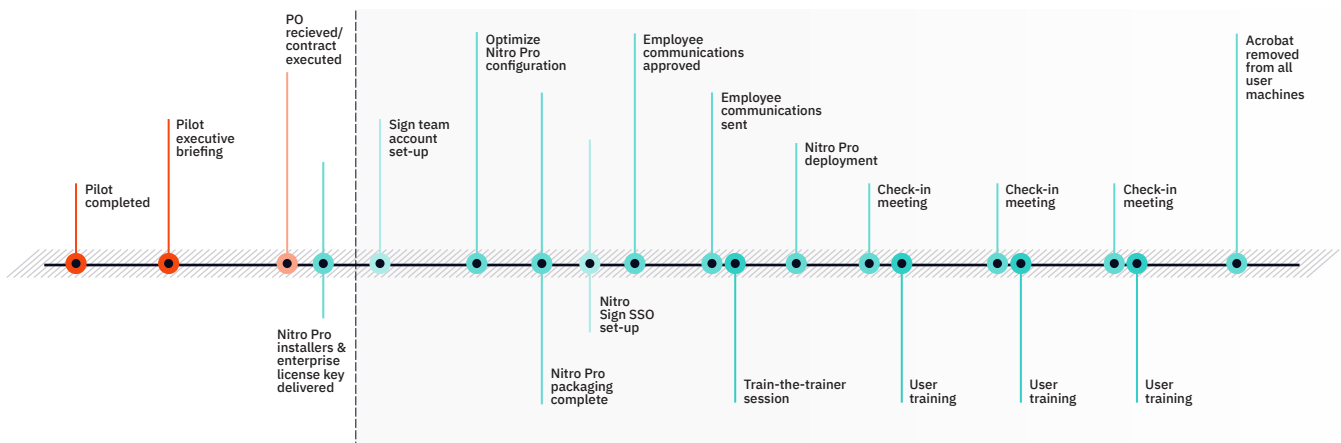 Pilot
completed
Pilot
executive
briefing
PO
recieved/
contract
executed
Nitro Pro
installers &
enterprise
license key
delivered
Sign team
account
set-up
Optimize
Nitro Pro
configuration
Nitro Pro
packaging
complete
Nitro
Sign SSO
set-up
Employee
communications
approved
Employee
communications
sent
Train-the-trainer
session
Nitro Pro
deployment
Check-in
meeting
User
training
Check-in
meeting
User
training
Check-in
meeting
User
training
Acrobat
removed
from all
user
machines